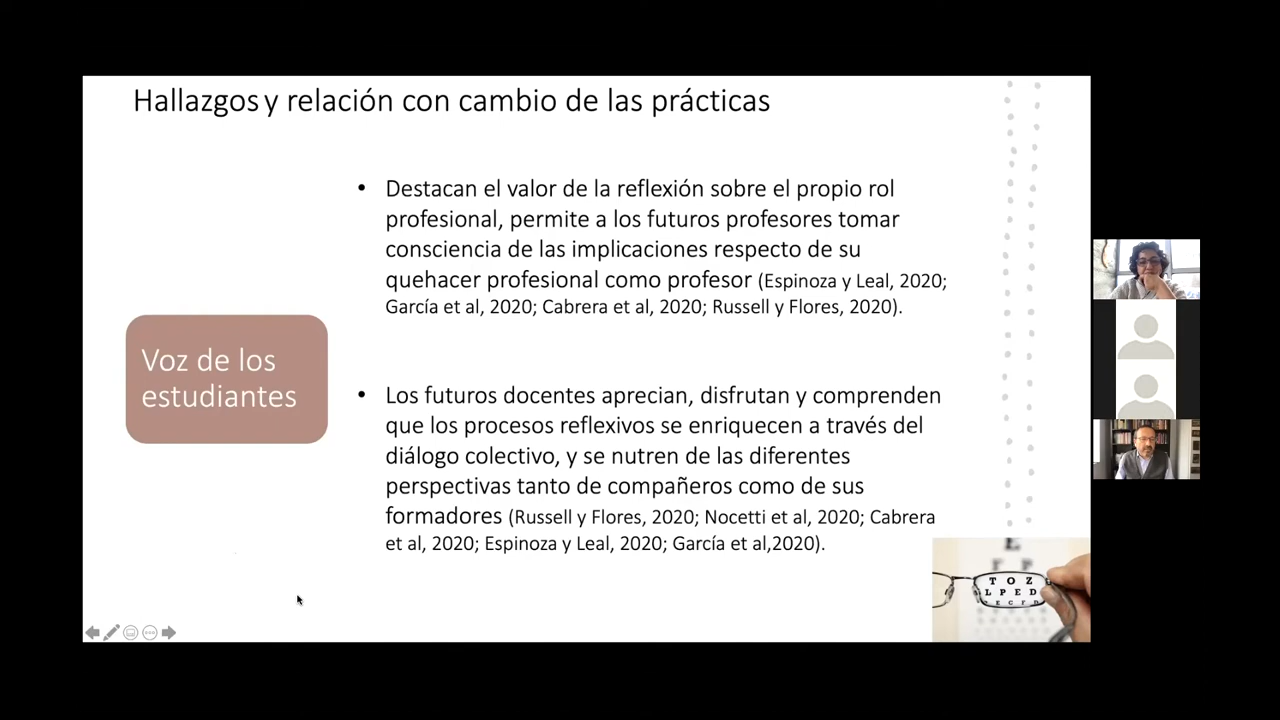 Hallazgos y relación con cambio de las prácticas
• Destacan el valor de la reflexión sobre el propio rol
profesional, permite a los futuros profesores tomar
consciencia de las implicaciones respecto de su
quehacer profesional como profesor (Espinoza y Leal, 2020;
García et al, 2020; Cabrera et al, 2020; Russell y Flores, 2020).
Voz de los
estudiantes
• Los futuros docentes aprecian, disfrutan y comprenden
que los procesos reflexivos se enriquecen a través del
diálogo colectivo, y se nutren de las diferentes
perspectivas tanto de compañeros como de sus
formadores (Russell y Flores, 2020; Nocetti et al, 2020; Cabrera
et al, 2020; Espinoza y Leal, 2020; García et al,2020).
T O Z
L P E D
E C F D